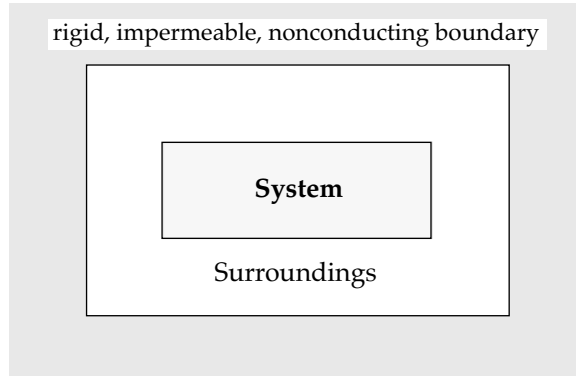 rigid, impermeable, nonconducting boundary
System
Surroundings